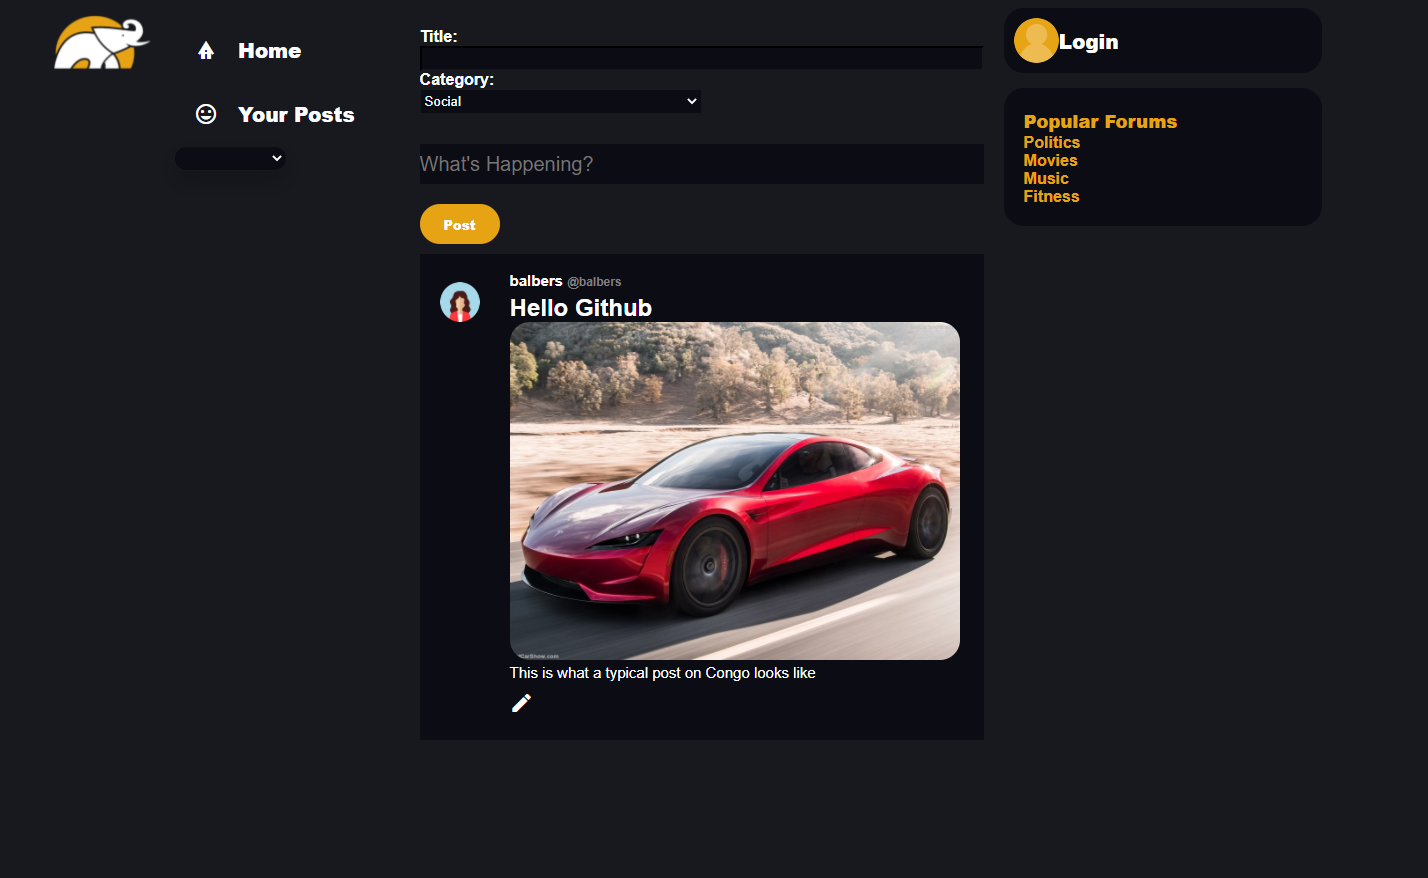 Home
Your Posts
Title:
Category:
Social
What's Happening?
Post
balbers @balbers
Hello Github
This is what a typical post on Congo looks like
Login
Popular Forums
Politics
Movies
Music
Fitness